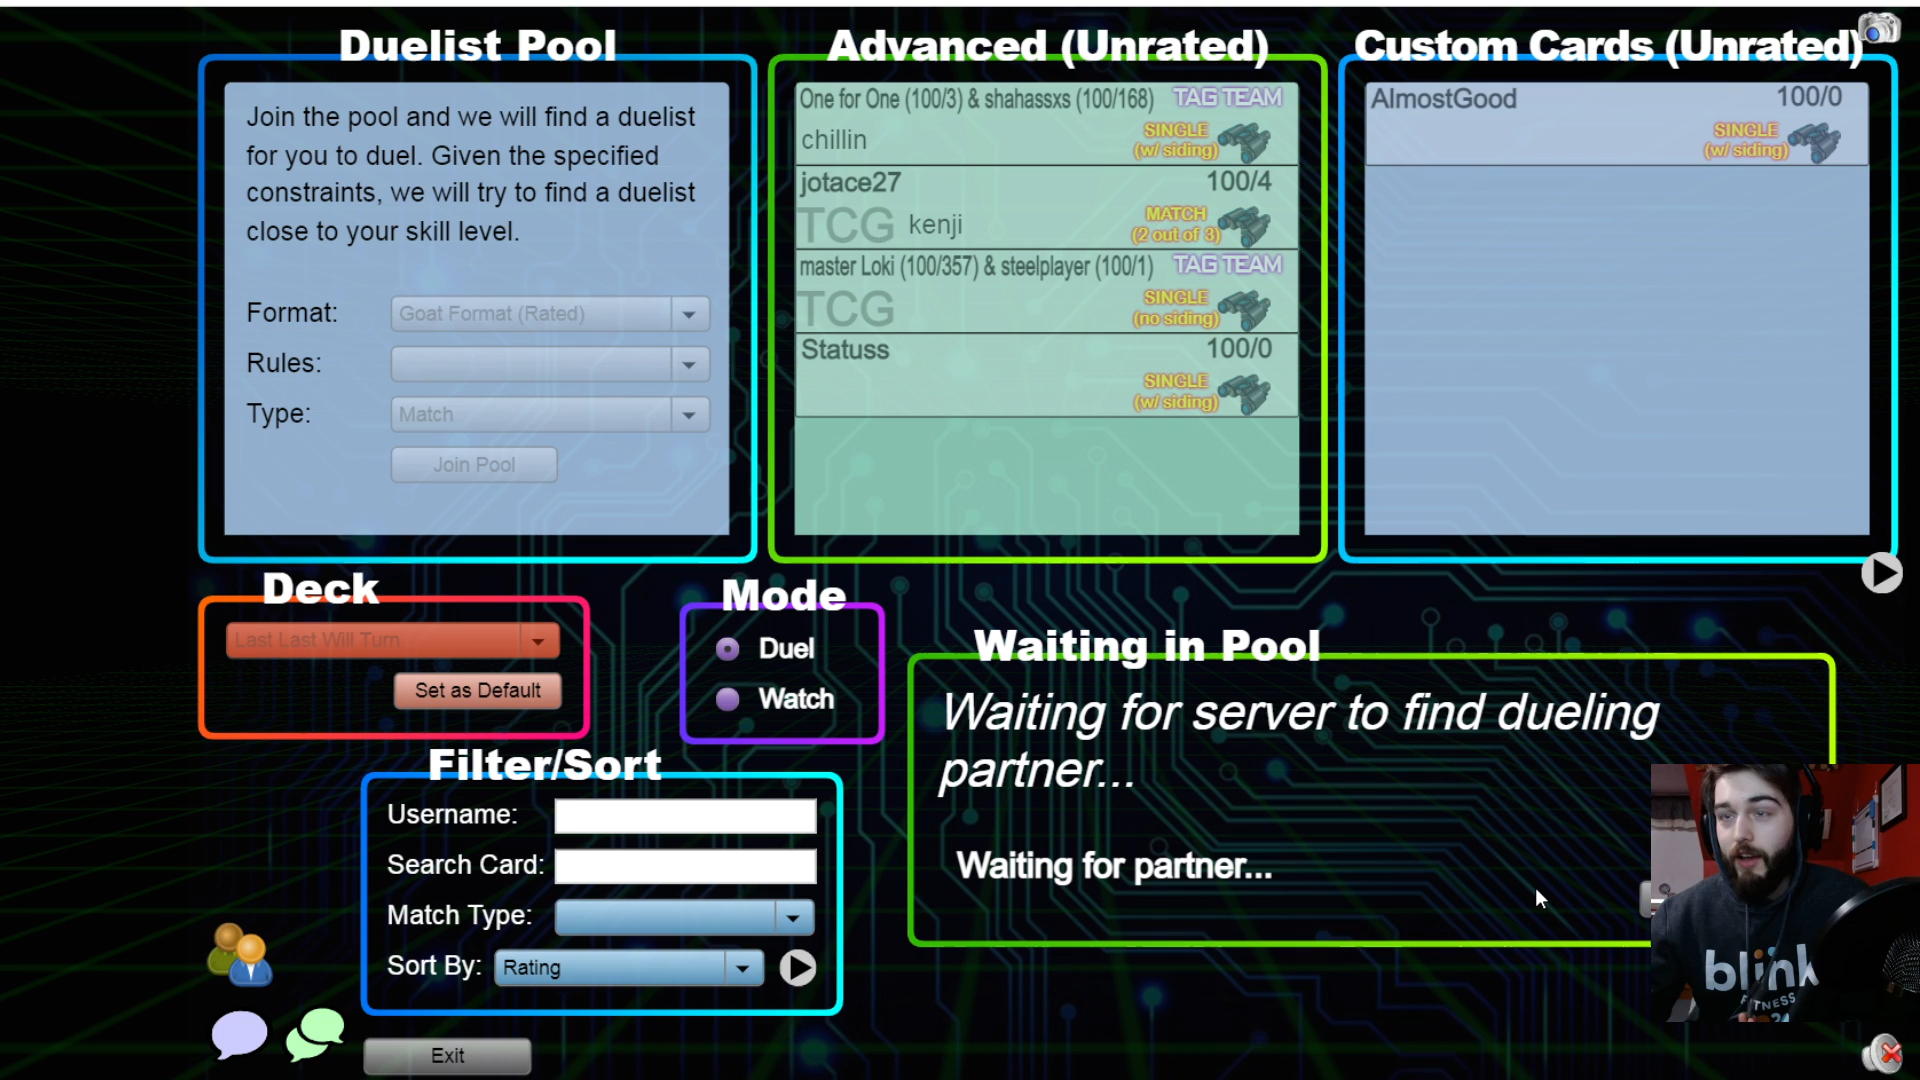 Duelist Pool
Join the pool and we will find a duelist
for you to duel. Given the specified
constraints, we will try to find a duelist
close to your skill level.
Format: Goat Format (Rated)
Rules:
Type: Match
Join Pool
Advanced (Unrated)
One for One (100/3) & shahassxs (100/168) TAG TEAM
chillin SINGLE
(w/ siding)
jotace27 100/4
TCG kenji MATCH
(2 out of 3)
master Loki (100/357) & steelplayer (100/1) TAG TEAM
TCG SINGLE
(no siding)
Statuss 100/0
SINGLE
(w/ siding)
Custom Cards (Unrated)
AlmostGood 100/0
SINGLE
(w/ siding)
Deck
Last Last Will Turn
Set as Default
Mode
Duel
Watch
Waiting in Pool
Waiting for server to find dueling
partner...
Waiting for partner...
Filter/Sort
Username:
Search Card:
Match Type:
Sort By: Rating
Exit
blink
FITNESS
24